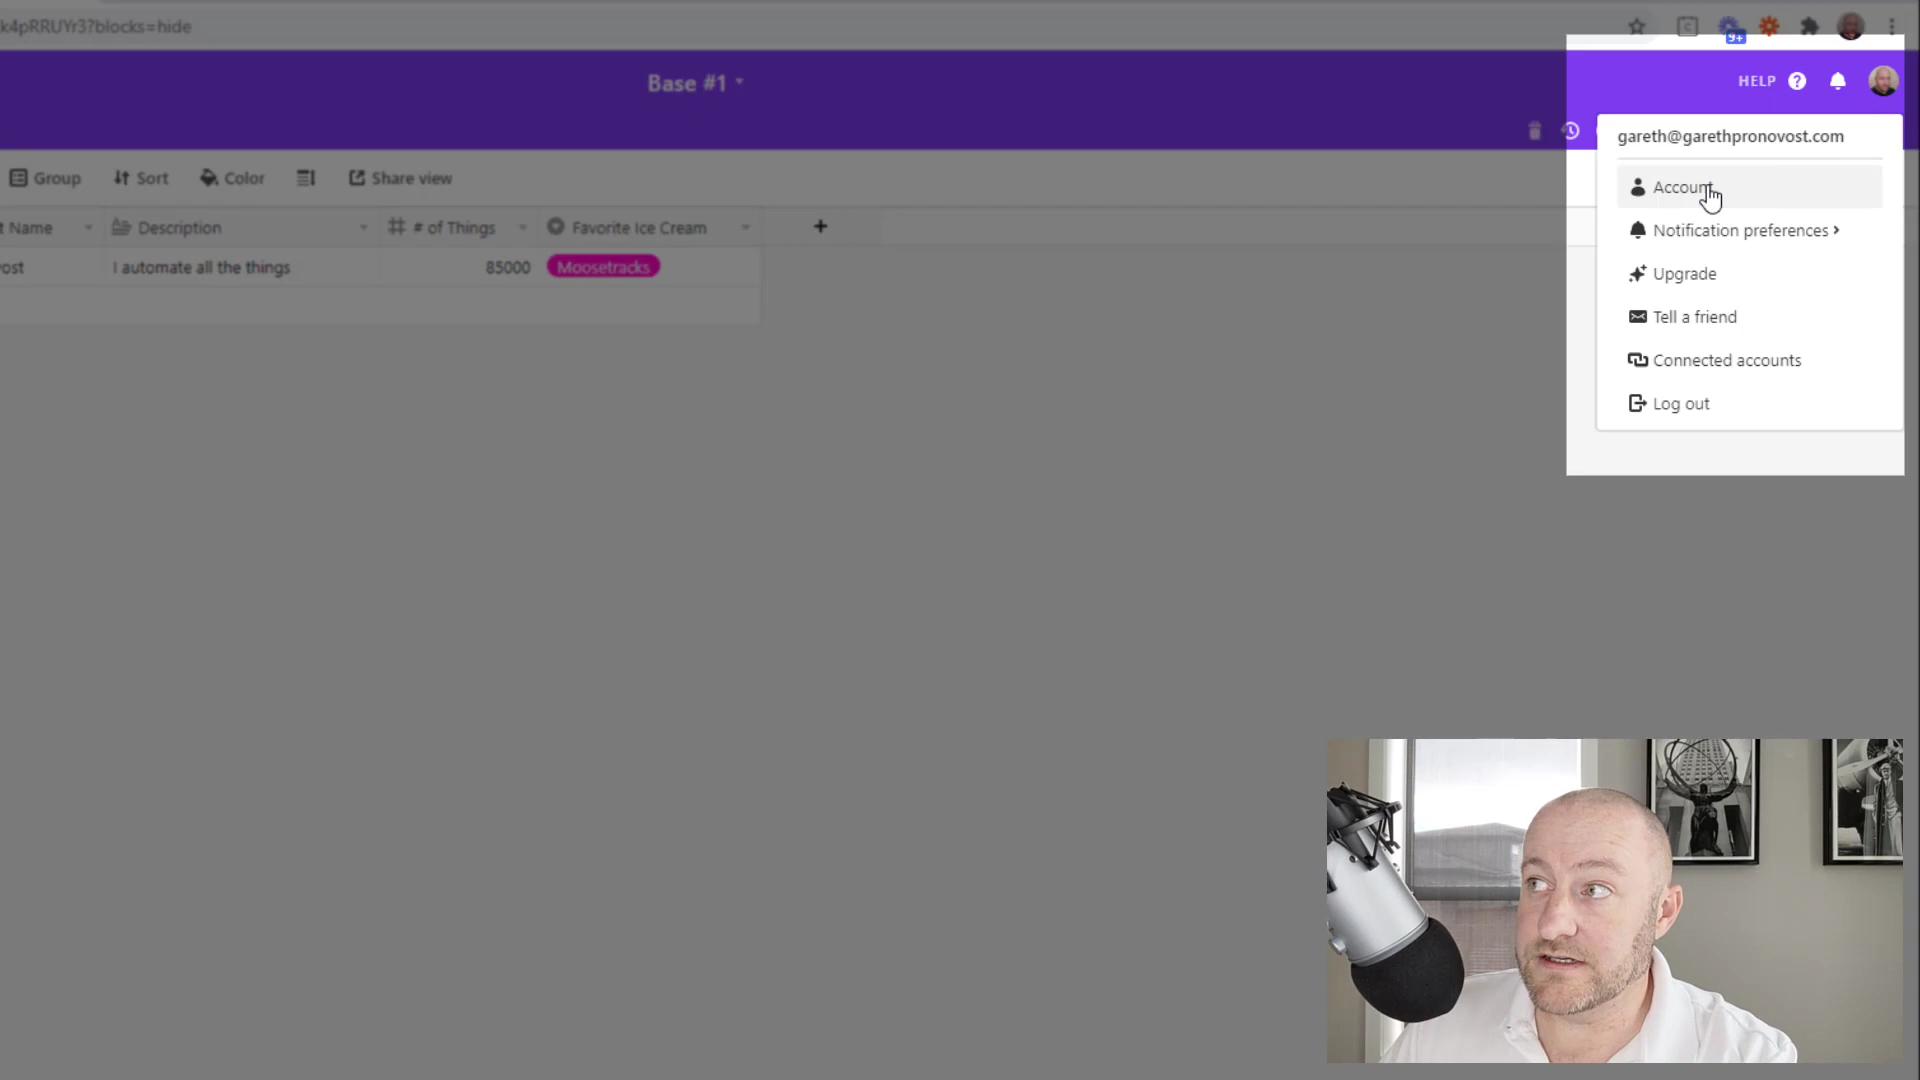 k4pRRUYr3?blocks=hide
9+
Base #1
HELP
gareth@garethpronovost.com
Group
Sort
Color
Share view
Account
t Name
Description
# of Things
Favorite Ice Cream
+
Notification preferences
ost
I automate all the things
85000
Moosetracks
Upgrade
Tell a friend
Connected accounts
Log out